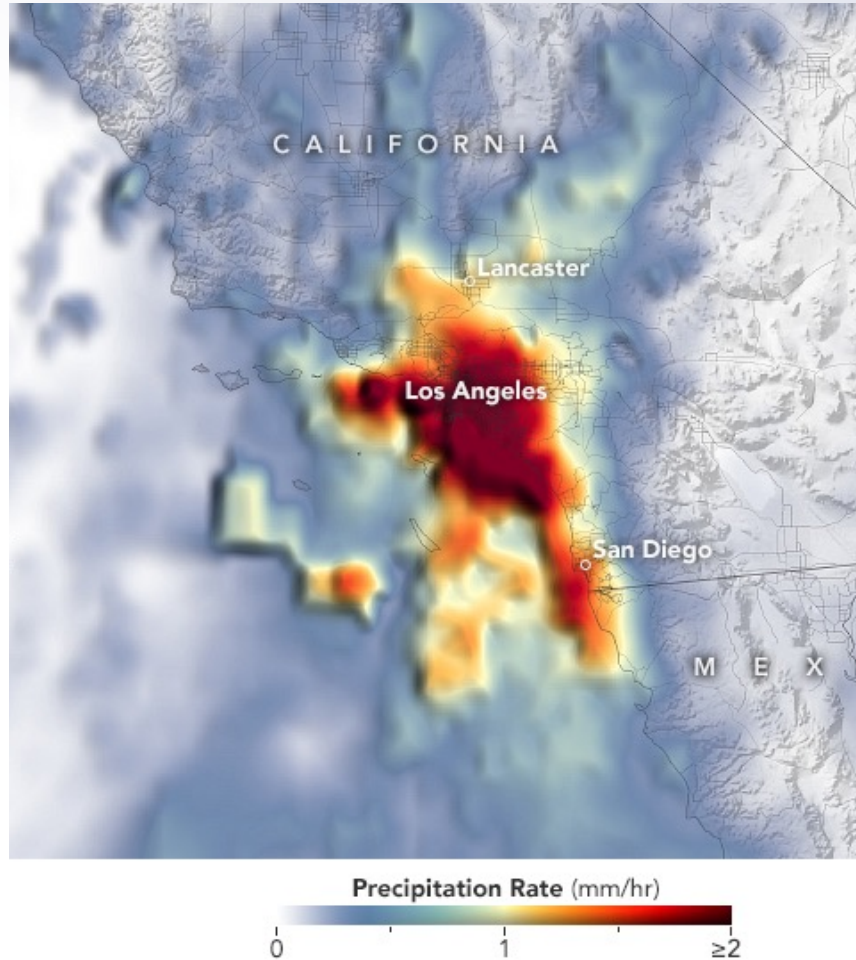 CALIFORNIA
Lancaster
Los Angeles
San Diego
MEX
Precipitation Rate (mm/hr)
0 1 ≥2